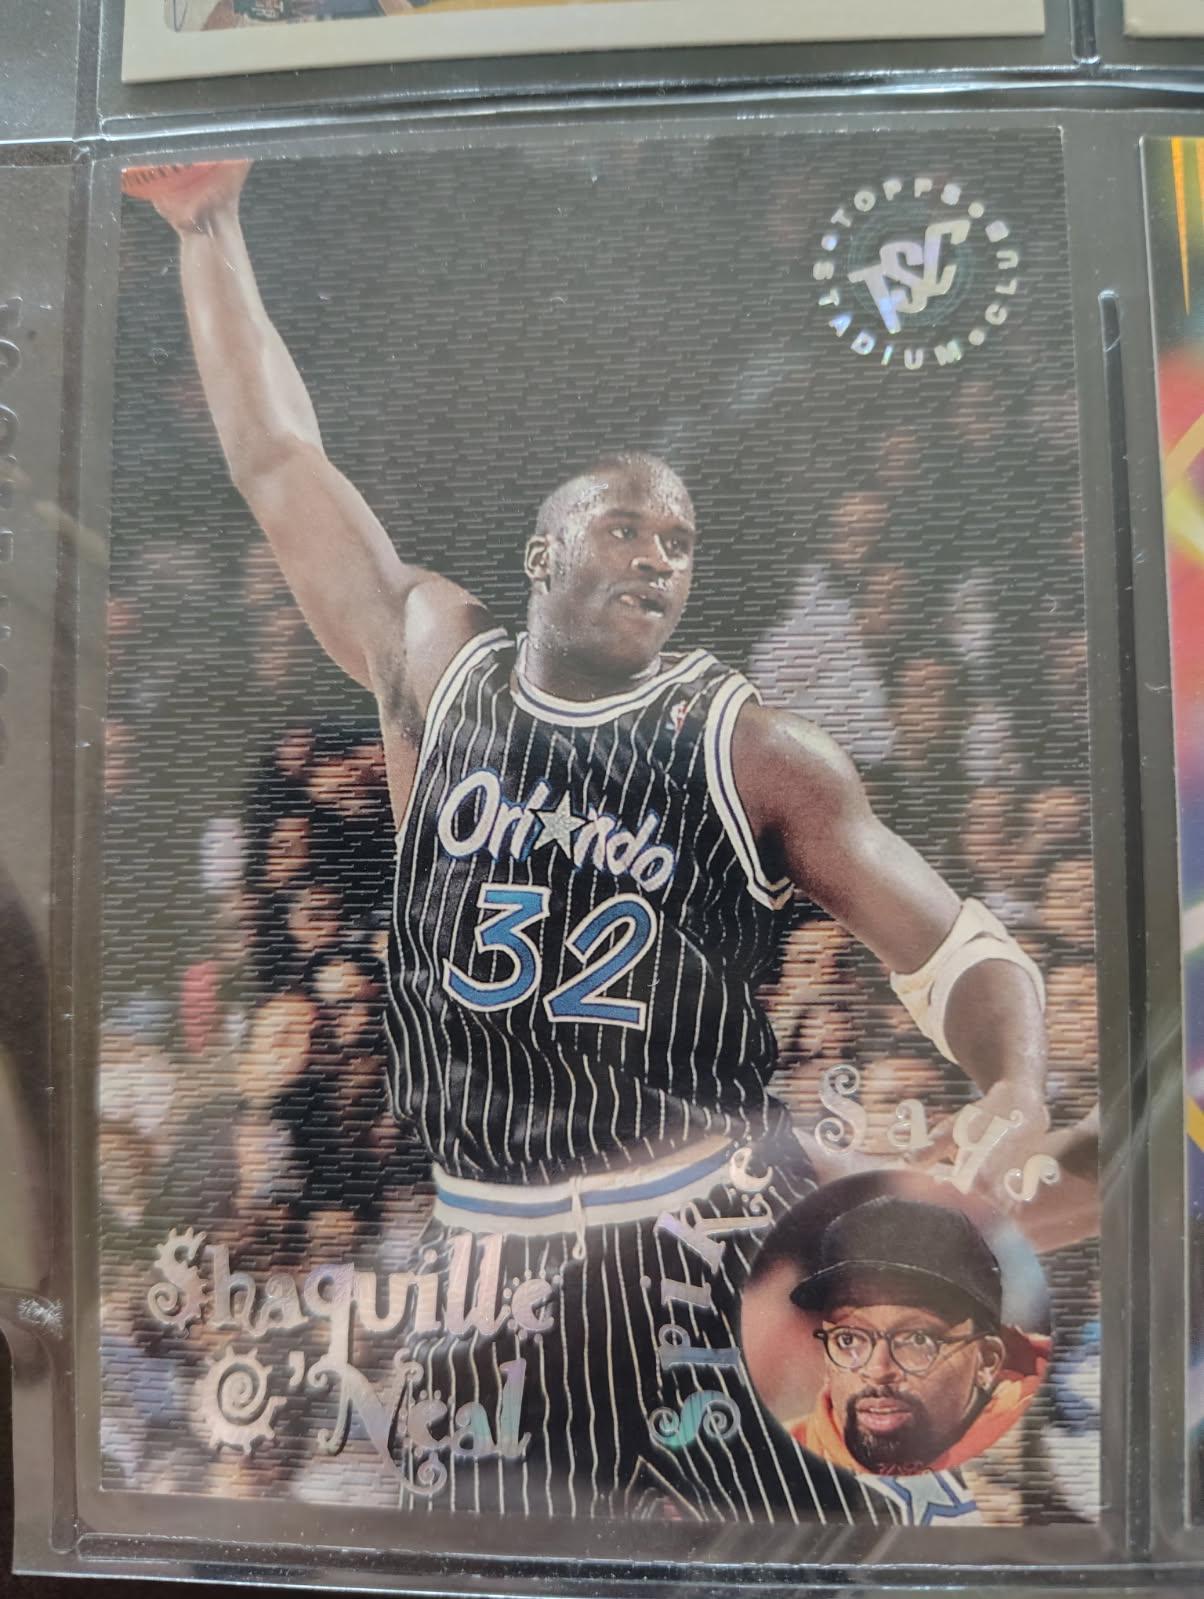 TOPPS • STADIUM • CLUB •
TSC
Orlando
32
Spike Says
Shaquille
O'Neal